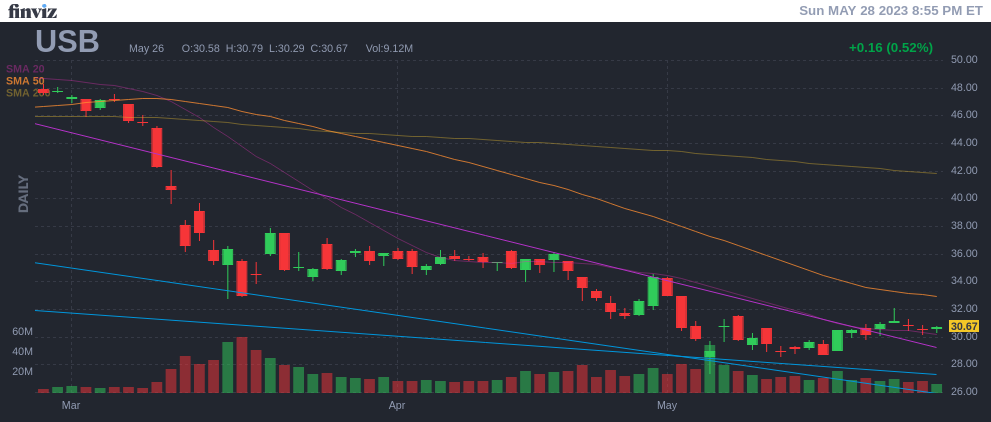 finviz
Sun MAY 28 2023 8:55 PM ET
USB
May 26 O:30.58 H:30.79 L:30.29 C:30.67 Vol:9.12M
+0.16 (0.52%)
SMA 20
SMA 50
SMA 200
DAILY
50.00
48.00
46.00
44.00
42.00
40.00
38.00
36.00
34.00
32.00
30.67
30.00
28.00
26.00
60M
40M
20M
Mar
Apr
May